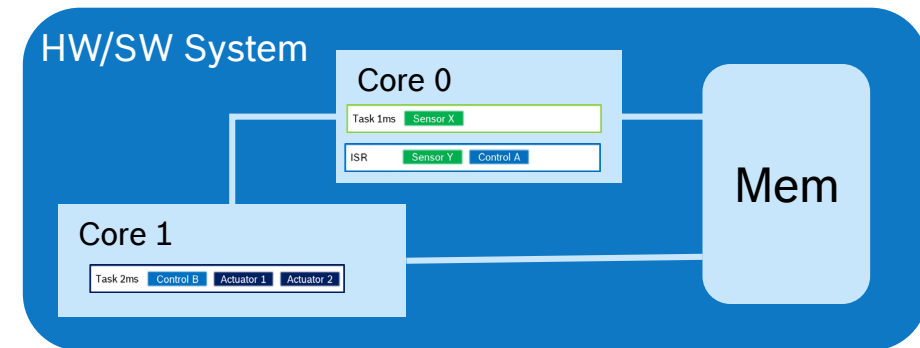 HW/SW System
Core 0
Task 1ms Sensor X
ISR Sensor Y Control A
Mem
Core 1
Task 2ms Control B Actuator 1 Actuator 2